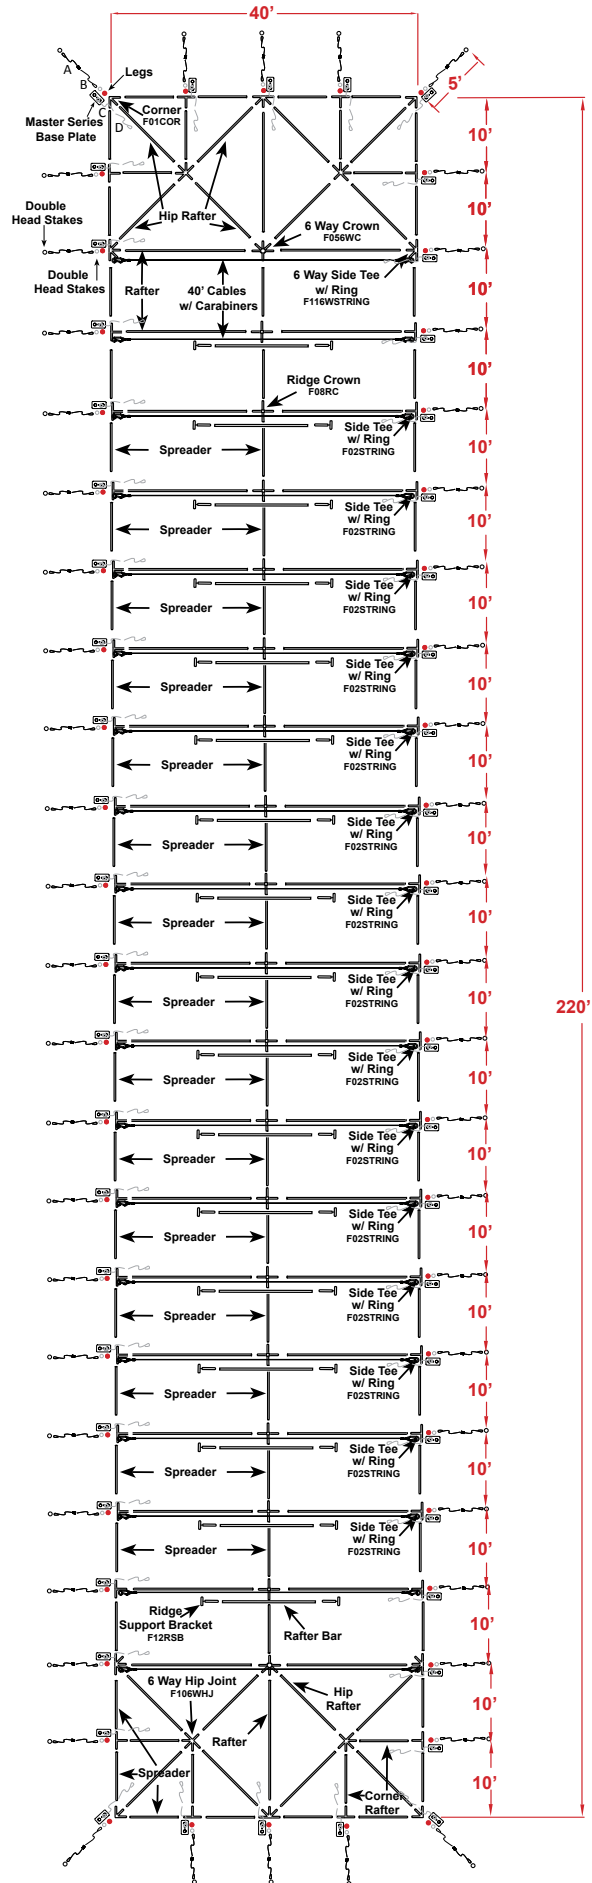 40'
A
B
C
D
Legs
5'
Corner
F01COR
Master Series
Base Plate
10'
10'
Hip Rafter
Double
Head Stakes
6 Way Crown
F056WC
Double
Head Stakes
Rafter
40' Cables
w/ Carabiners
6 Way Side Tee
w/ Ring
F116WSTRING
10'
10'
Ridge Crown
F08RC
Side Tee
w/ Ring
F02STRING
Spreader
10'
Side Tee
w/ Ring
F02STRING
Spreader
10'
Side Tee
w/ Ring
F02STRING
Spreader
10'
Side Tee
w/ Ring
F02STRING
Spreader
10'
Side Tee
w/ Ring
F02STRING
Spreader
10'
Side Tee
w/ Ring
F02STRING
Spreader
10'
Side Tee
w/ Ring
F02STRING
Spreader
10'
Side Tee
w/ Ring
F02STRING
Spreader
10'
220'
Side Tee
w/ Ring
F02STRING
Spreader
10'
Side Tee
w/ Ring
F02STRING
Spreader
10'
Side Tee
w/ Ring
F02STRING
Spreader
10'
Side Tee
w/ Ring
F02STRING
Spreader
10'
Side Tee
w/ Ring
F02STRING
Spreader
10'
Side Tee
w/ Ring
F02STRING
Spreader
10'
Side Tee
w/ Ring
F02STRING
Spreader
10'
Ridge
Support Bracket
F12RSB
Rafter Bar
10'
6 Way Hip Joint
F106WHJ
Hip
Rafter
10'
Rafter
Spreader
Corner
Rafter
10'